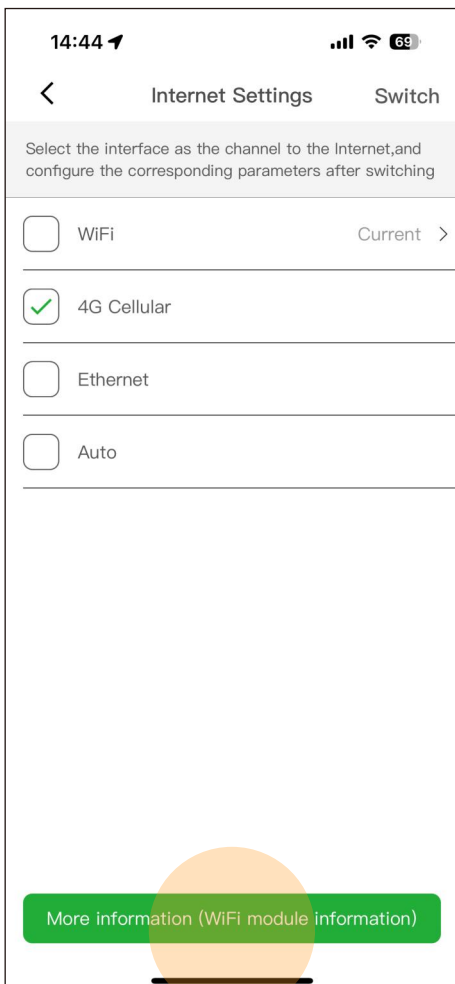 14:44
69
Internet Settings
Switch
Select the interface as the channel to the Internet,and
configure the corresponding parameters after switching
WiFi
Current
4G Cellular
Ethernet
Auto
More information (WiFi module information)